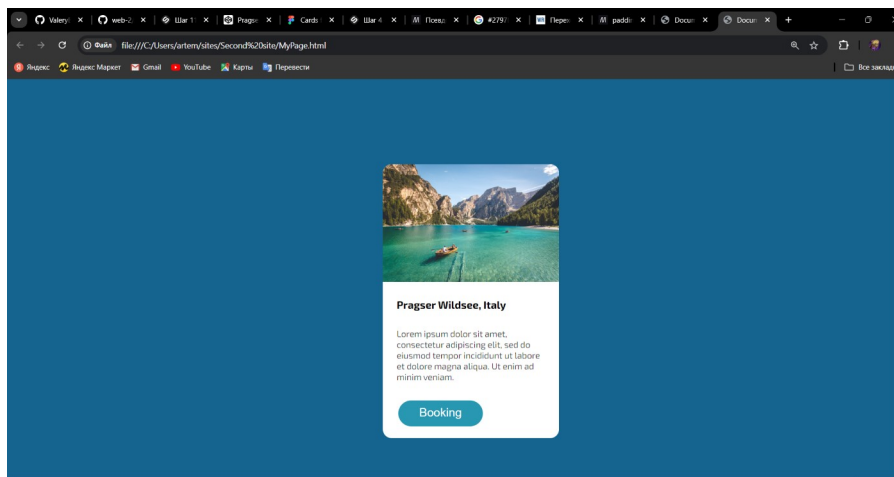 Valery
web-2
Шаг 1
Pragse
Cards
Шаг 4
Псевд
#2797
Перех
paddi
Docum
Docum
Файл file:///C:/Users/artem/sites/Second%20site/MyPage.html
Яндекс Яндекс Маркет Gmail YouTube Карты Перевести Все заклад
Pragser Wildsee, Italy
Lorem ipsum dolor sit amet,
consectetur adipiscing elit, sed do
eiusmod tempor incididunt ut labore
et dolore magna aliqua. Ut enim ad
minim veniam.
Booking